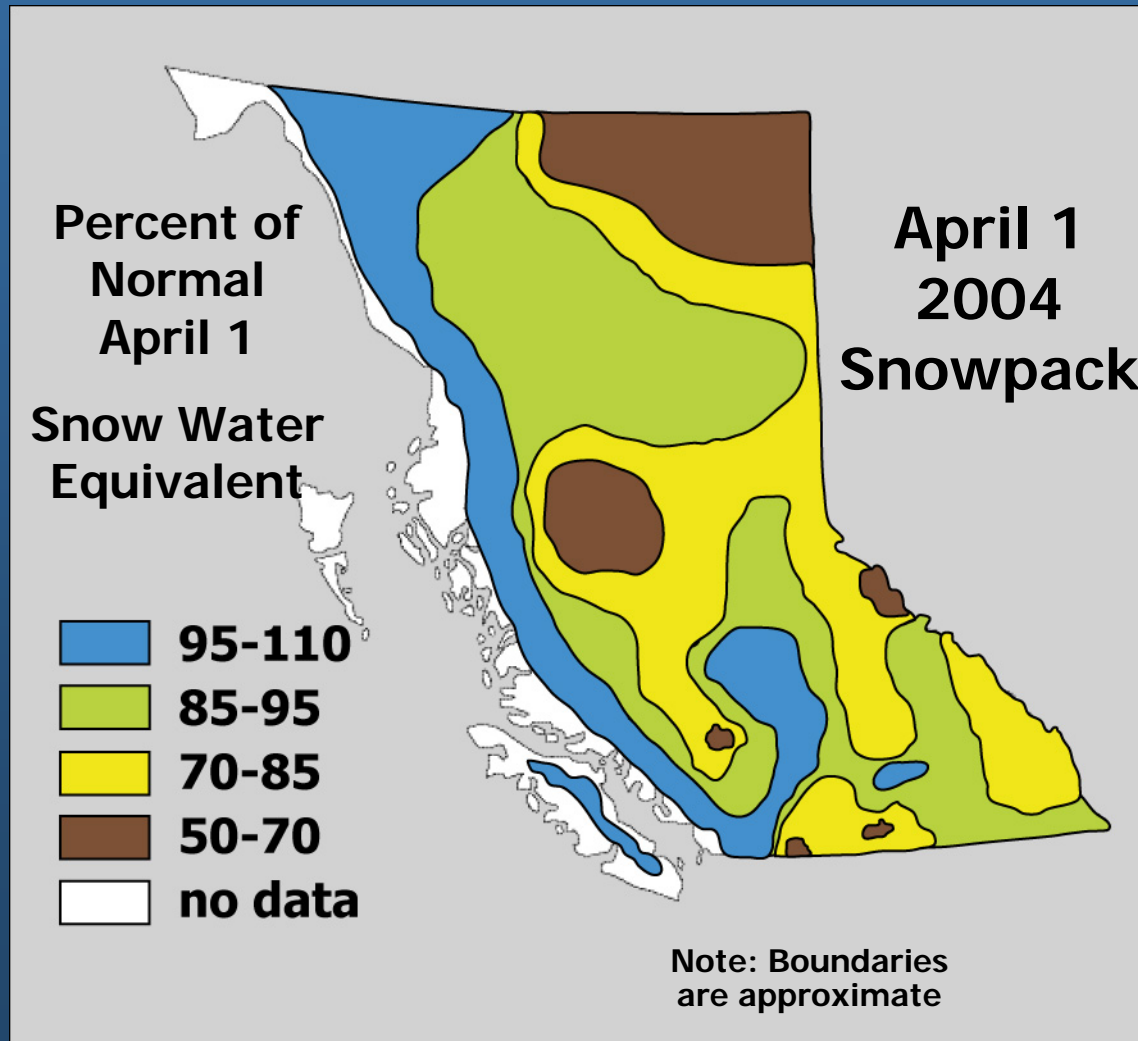 Percent of
Normal
April 1
Snow Water
Equivalent
April 1
2004
Snowpack
95-110
85-95
70-85
50-70
no data
Note: Boundaries
are approximate